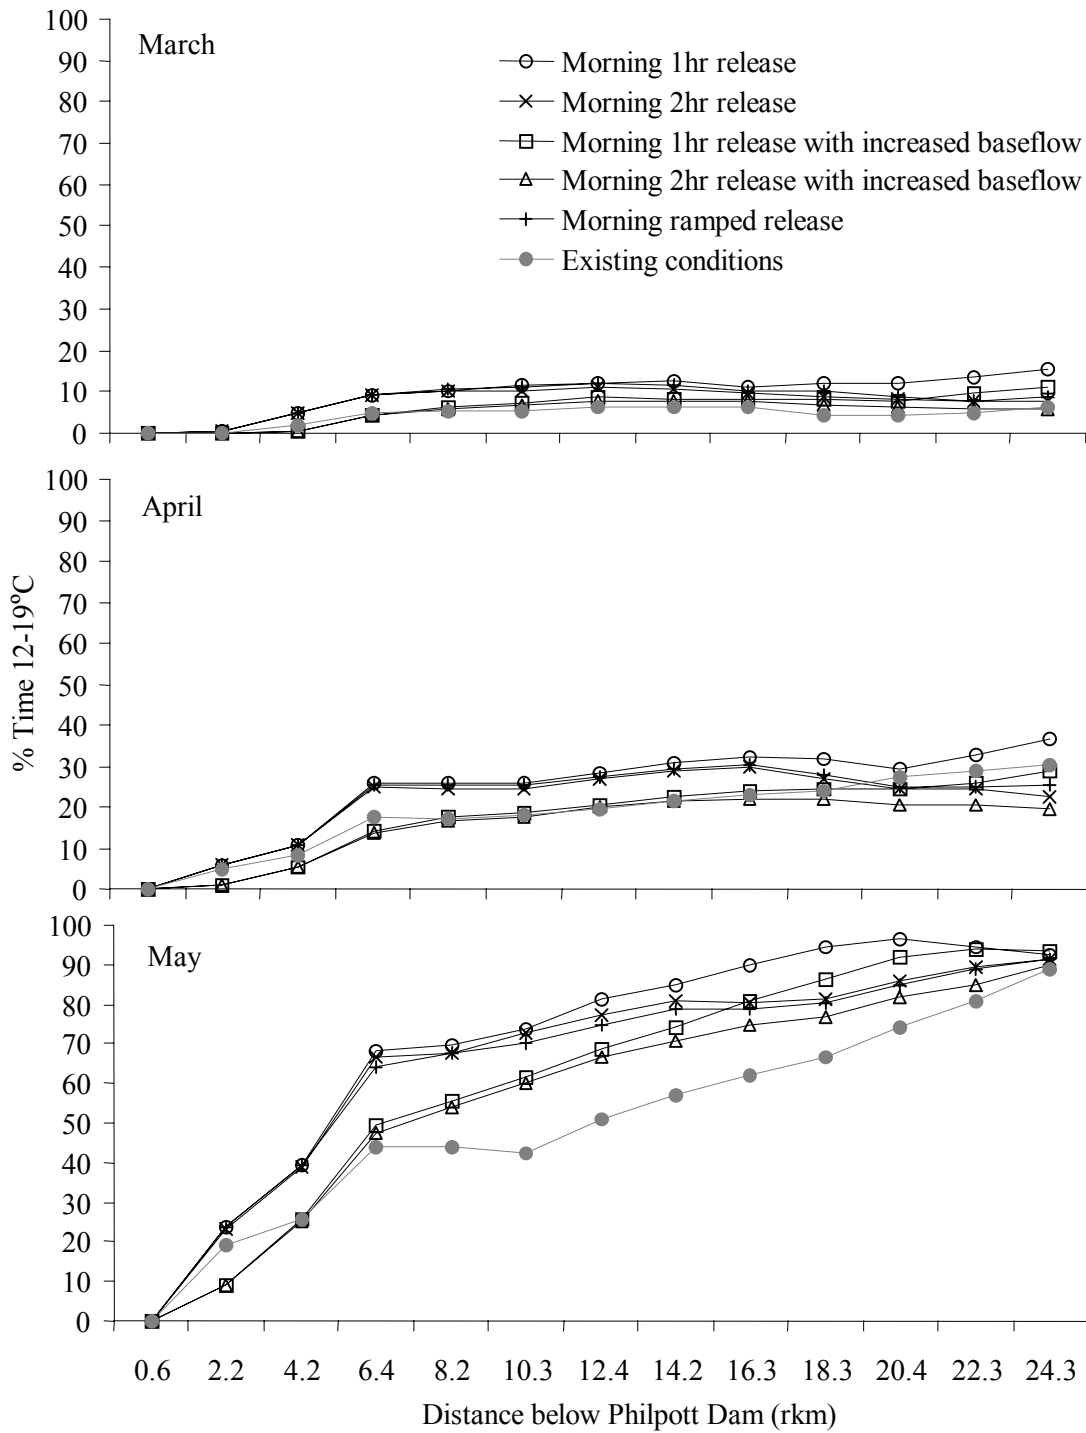 March
100
90
80
70
60
50
40
30
20
10
0
Morning 1hr release
Morning 2hr release
Morning 1hr release with increased baseflow
Morning 2hr release with increased baseflow
Morning ramped release
Existing conditions
April
100
90
80
70
60
50
40
30
20
10
0
% Time 12-19ºC
May
100
90
80
70
60
50
40
30
20
10
0
0.6 2.2 4.2 6.4 8.2 10.3 12.4 14.2 16.3 18.3 20.4 22.3 24.3
Distance below Philpott Dam (rkm)